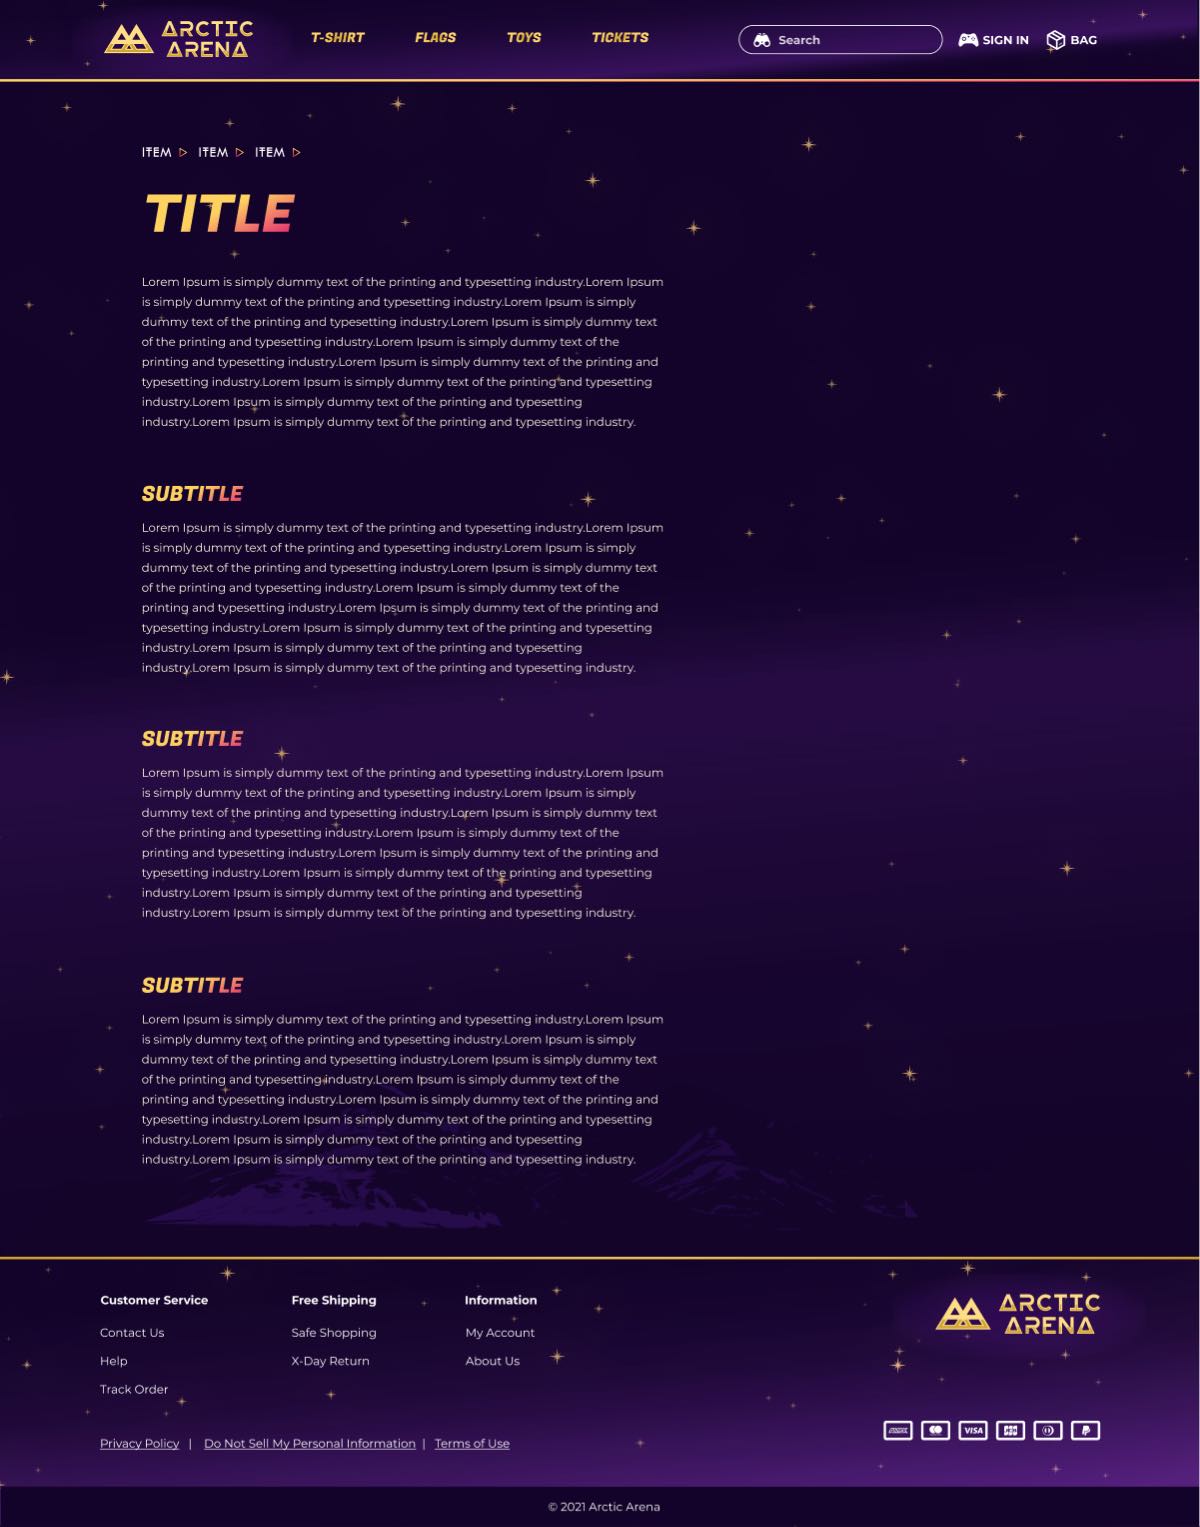 ARCTIC
ARENA
T-SHIRT FLAGS TOYS TICKETS
Search
SIGN IN
BAG
ITEM ITEM ITEM
TITLE
Lorem Ipsum is simply dummy text of the printing and typesetting industry.Lorem Ipsum
is simply dummy text of the printing and typesetting industry.Lorem Ipsum is simply
dummy text of the printing and typesetting industry.Lorem Ipsum is simply dummy text
of the printing and typesetting industry.Lorem Ipsum is simply dummy text of the
printing and typesetting industry.Lorem Ipsum is simply dummy text of the printing and
typesetting industry.Lorem Ipsum is simply dummy text of the printing and typesetting
industry.Lorem Ipsum is simply dummy text of the printing and typesetting
industry.Lorem Ipsum is simply dummy text of the printing and typesetting industry.
SUBTITLE
Lorem Ipsum is simply dummy text of the printing and typesetting industry.Lorem Ipsum
is simply dummy text of the printing and typesetting industry.Lorem Ipsum is simply
dummy text of the printing and typesetting industry.Lorem Ipsum is simply dummy text
of the printing and typesetting industry.Lorem Ipsum is simply dummy text of the
printing and typesetting industry.Lorem Ipsum is simply dummy text of the printing and
typesetting industry.Lorem Ipsum is simply dummy text of the printing and typesetting
industry.Lorem Ipsum is simply dummy text of the printing and typesetting
industry.Lorem Ipsum is simply dummy text of the printing and typesetting industry.
SUBTITLE
Lorem Ipsum is simply dummy text of the printing and typesetting industry.Lorem Ipsum
is simply dummy text of the printing and typesetting industry.Lorem Ipsum is simply
dummy text of the printing and typesetting industry.Lorem Ipsum is simply dummy text
of the printing and typesetting industry.Lorem Ipsum is simply dummy text of the
printing and typesetting industry.Lorem Ipsum is simply dummy text of the printing and
typesetting industry.Lorem Ipsum is simply dummy text of the printing and typesetting
industry.Lorem Ipsum is simply dummy text of the printing and typesetting
industry.Lorem Ipsum is simply dummy text of the printing and typesetting industry.
SUBTITLE
Lorem Ipsum is simply dummy text of the printing and typesetting industry.Lorem Ipsum
is simply dummy text of the printing and typesetting industry.Lorem Ipsum is simply
dummy text of the printing and typesetting industry.Lorem Ipsum is simply dummy text
of the printing and typesetting industry.Lorem Ipsum is simply dummy text of the
printing and typesetting industry.Lorem Ipsum is simply dummy text of the printing and
typesetting industry.Lorem Ipsum is simply dummy text of the printing and typesetting
industry.Lorem Ipsum is simply dummy text of the printing and typesetting
industry.Lorem Ipsum is simply dummy text of the printing and typesetting industry.
Customer Service
Contact Us
Help
Track Order
Free Shipping
Safe Shopping
X-Day Return
Information
My Account
About Us
ARCTIC
ARENA
Privacy Policy | Do Not Sell My Personal Information | Terms of Use
VISA
© 2021 Arctic Arena